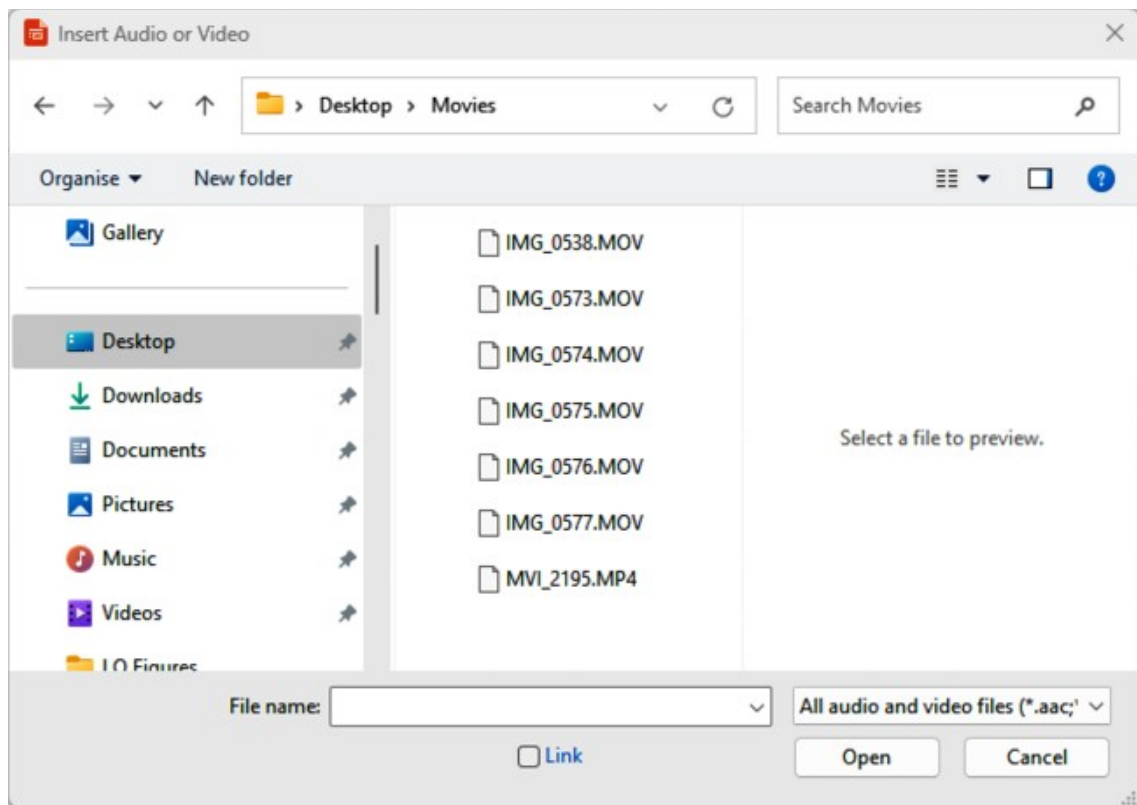 Insert Audio or Video
Desktop > Movies
Search Movies
Organise
New folder
Gallery
Desktop
Downloads
Documents
Pictures
Music
Videos
LO Figures
IMG_0538.MOV
IMG_0573.MOV
IMG_0574.MOV
IMG_0575.MOV
IMG_0576.MOV
IMG_0577.MOV
MVI_2195.MP4
Select a file to preview.
File name:
All audio and video files (*.aac;
Link
Open
Cancel